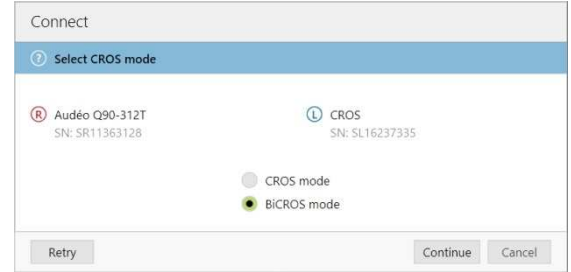 Connect
? Select CROS mode
R Audéo Q90-312T
SN: SR11363128
L CROS
SN: SL16237335
CROS mode
BiCROS mode
Retry Continue Cancel